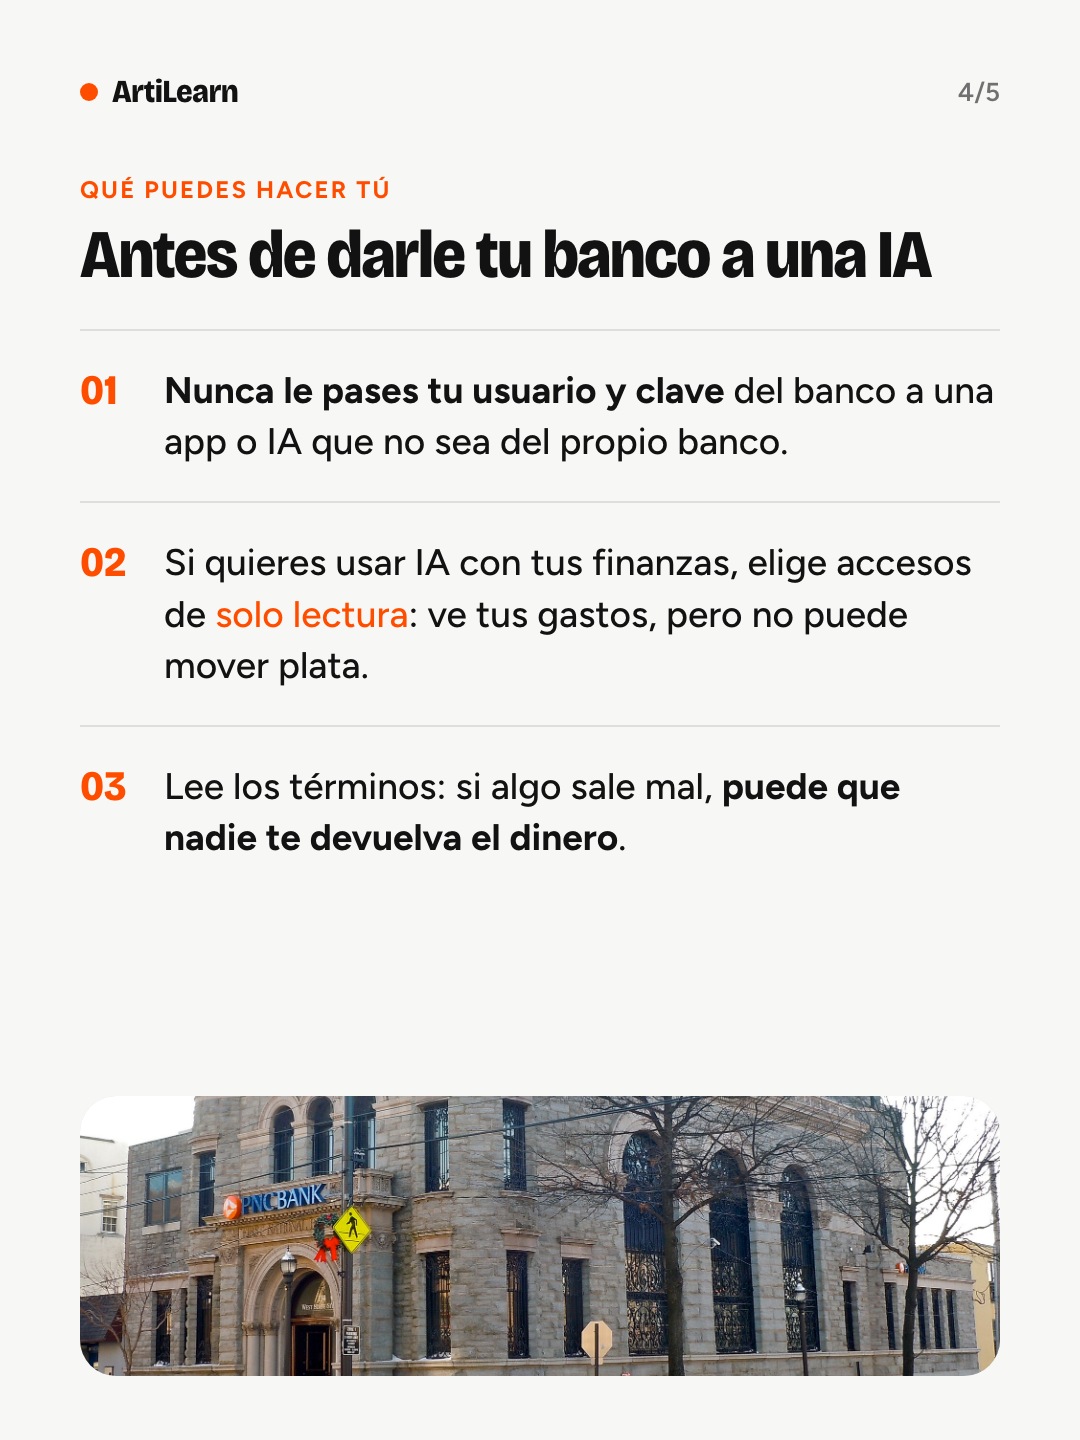 ArtiLearn
4/5
QUÉ PUEDES HACER TÚ
Antes de darle tu banco a una IA
01 Nunca le pases tu usuario y clave del banco a una
app o IA que no sea del propio banco.
02 Si quieres usar IA con tus finanzas, elige accesos
de solo lectura: ve tus gastos, pero no puede
mover plata.
03 Lee los términos: si algo sale mal, puede que
nadie te devuelva el dinero.
PNC BANK